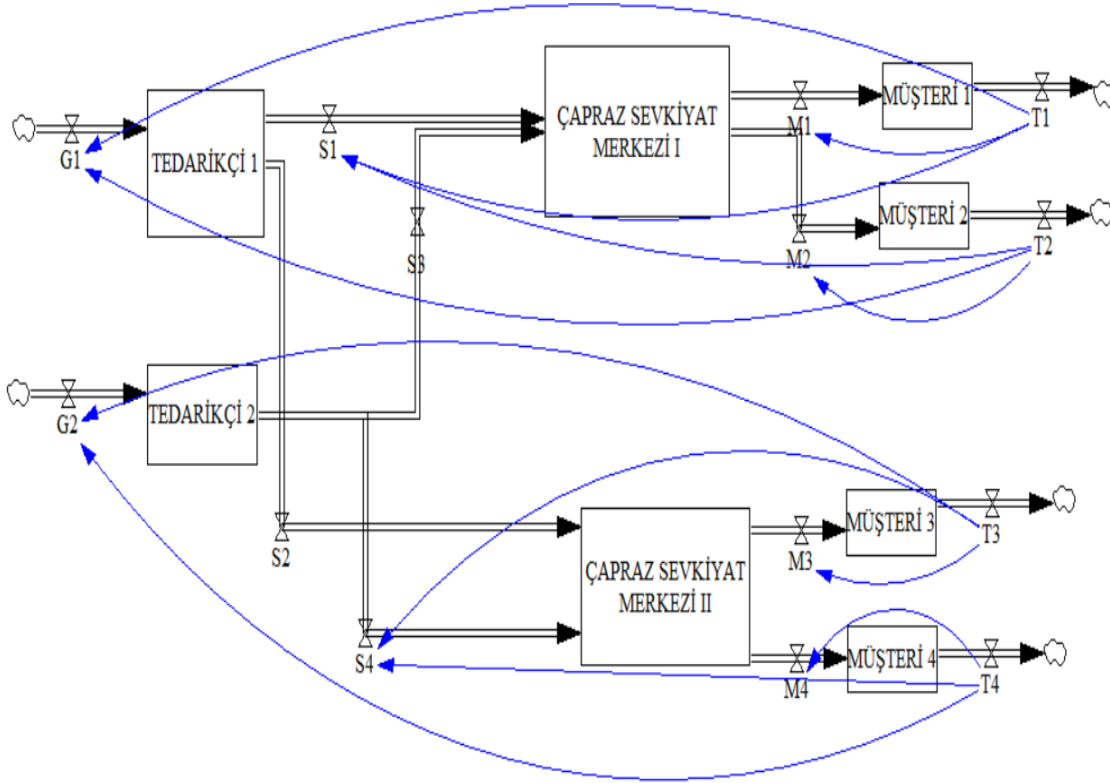 ÇAPRAZ SEVKİYAT
MERKEZİ I
MÜŞTERİ 1
M1
T1
G1
TEDARİKÇİ 1
S1
MÜŞTERİ 2
M2
T2
S3
TEDARİKÇİ 2
G2
S2
ÇAPRAZ SEVKİYAT
MERKEZİ II
MÜŞTERİ 3
M3
T3
S4
MÜŞTERİ 4
M4
T4